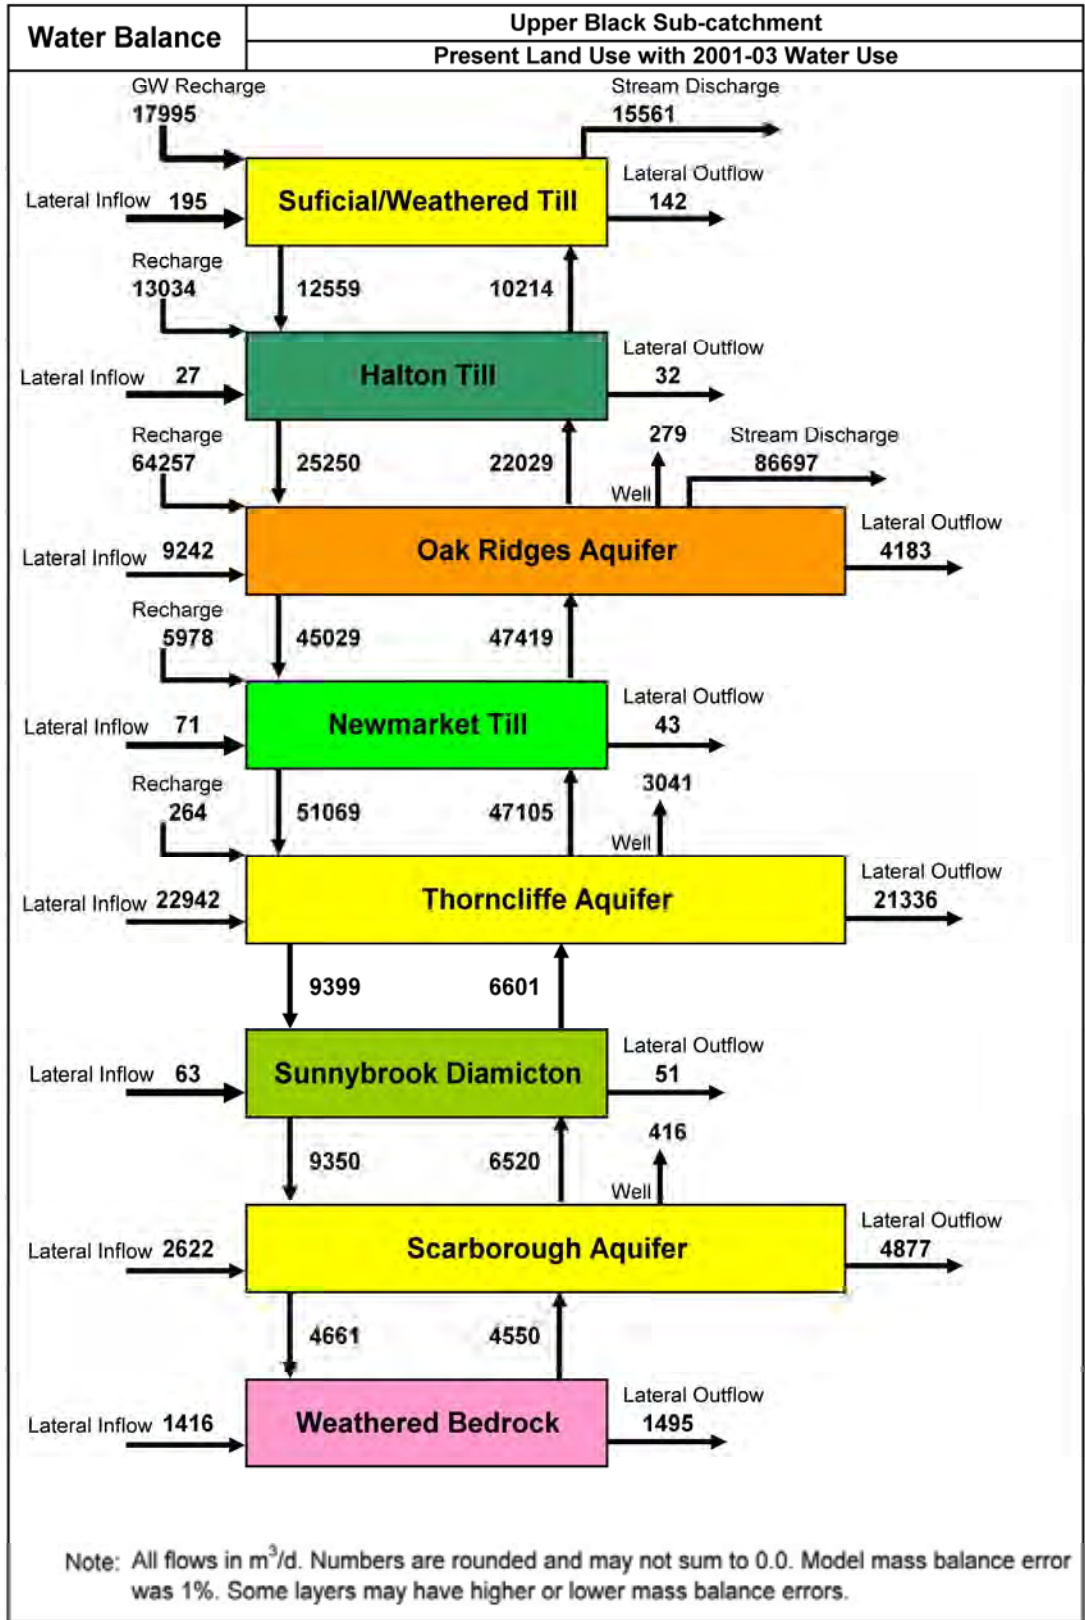 Water Balance
Upper Black Sub-catchment
Present Land Use with 2001-03 Water Use
GW Recharge
17995
Stream Discharge
15561
Lateral Inflow 195
Suficial/Weathered Till
Lateral Outflow
142
Recharge
13034
12559
10214
Lateral Inflow 27
Halton Till
Lateral Outflow
32
Recharge
64257
25250
22029
279
Well
Stream Discharge
86697
Lateral Inflow 9242
Oak Ridges Aquifer
Lateral Outflow
4183
Recharge
5978
45029
47419
Lateral Inflow 71
Newmarket Till
Lateral Outflow
43
Recharge
264
51069
47105
3041
Well
Lateral Inflow 22942
Thorncliffe Aquifer
Lateral Outflow
21336
9399
6601
Lateral Inflow 63
Sunnybrook Diamicton
Lateral Outflow
51
9350
6520
416
Well
Lateral Inflow 2622
Scarborough Aquifer
Lateral Outflow
4877
4661
4550
Lateral Inflow 1416
Weathered Bedrock
Lateral Outflow
1495
Note: All flows in m³/d. Numbers are rounded and may not sum to 0.0. Model mass balance error
was 1%. Some layers may have higher or lower mass balance errors.